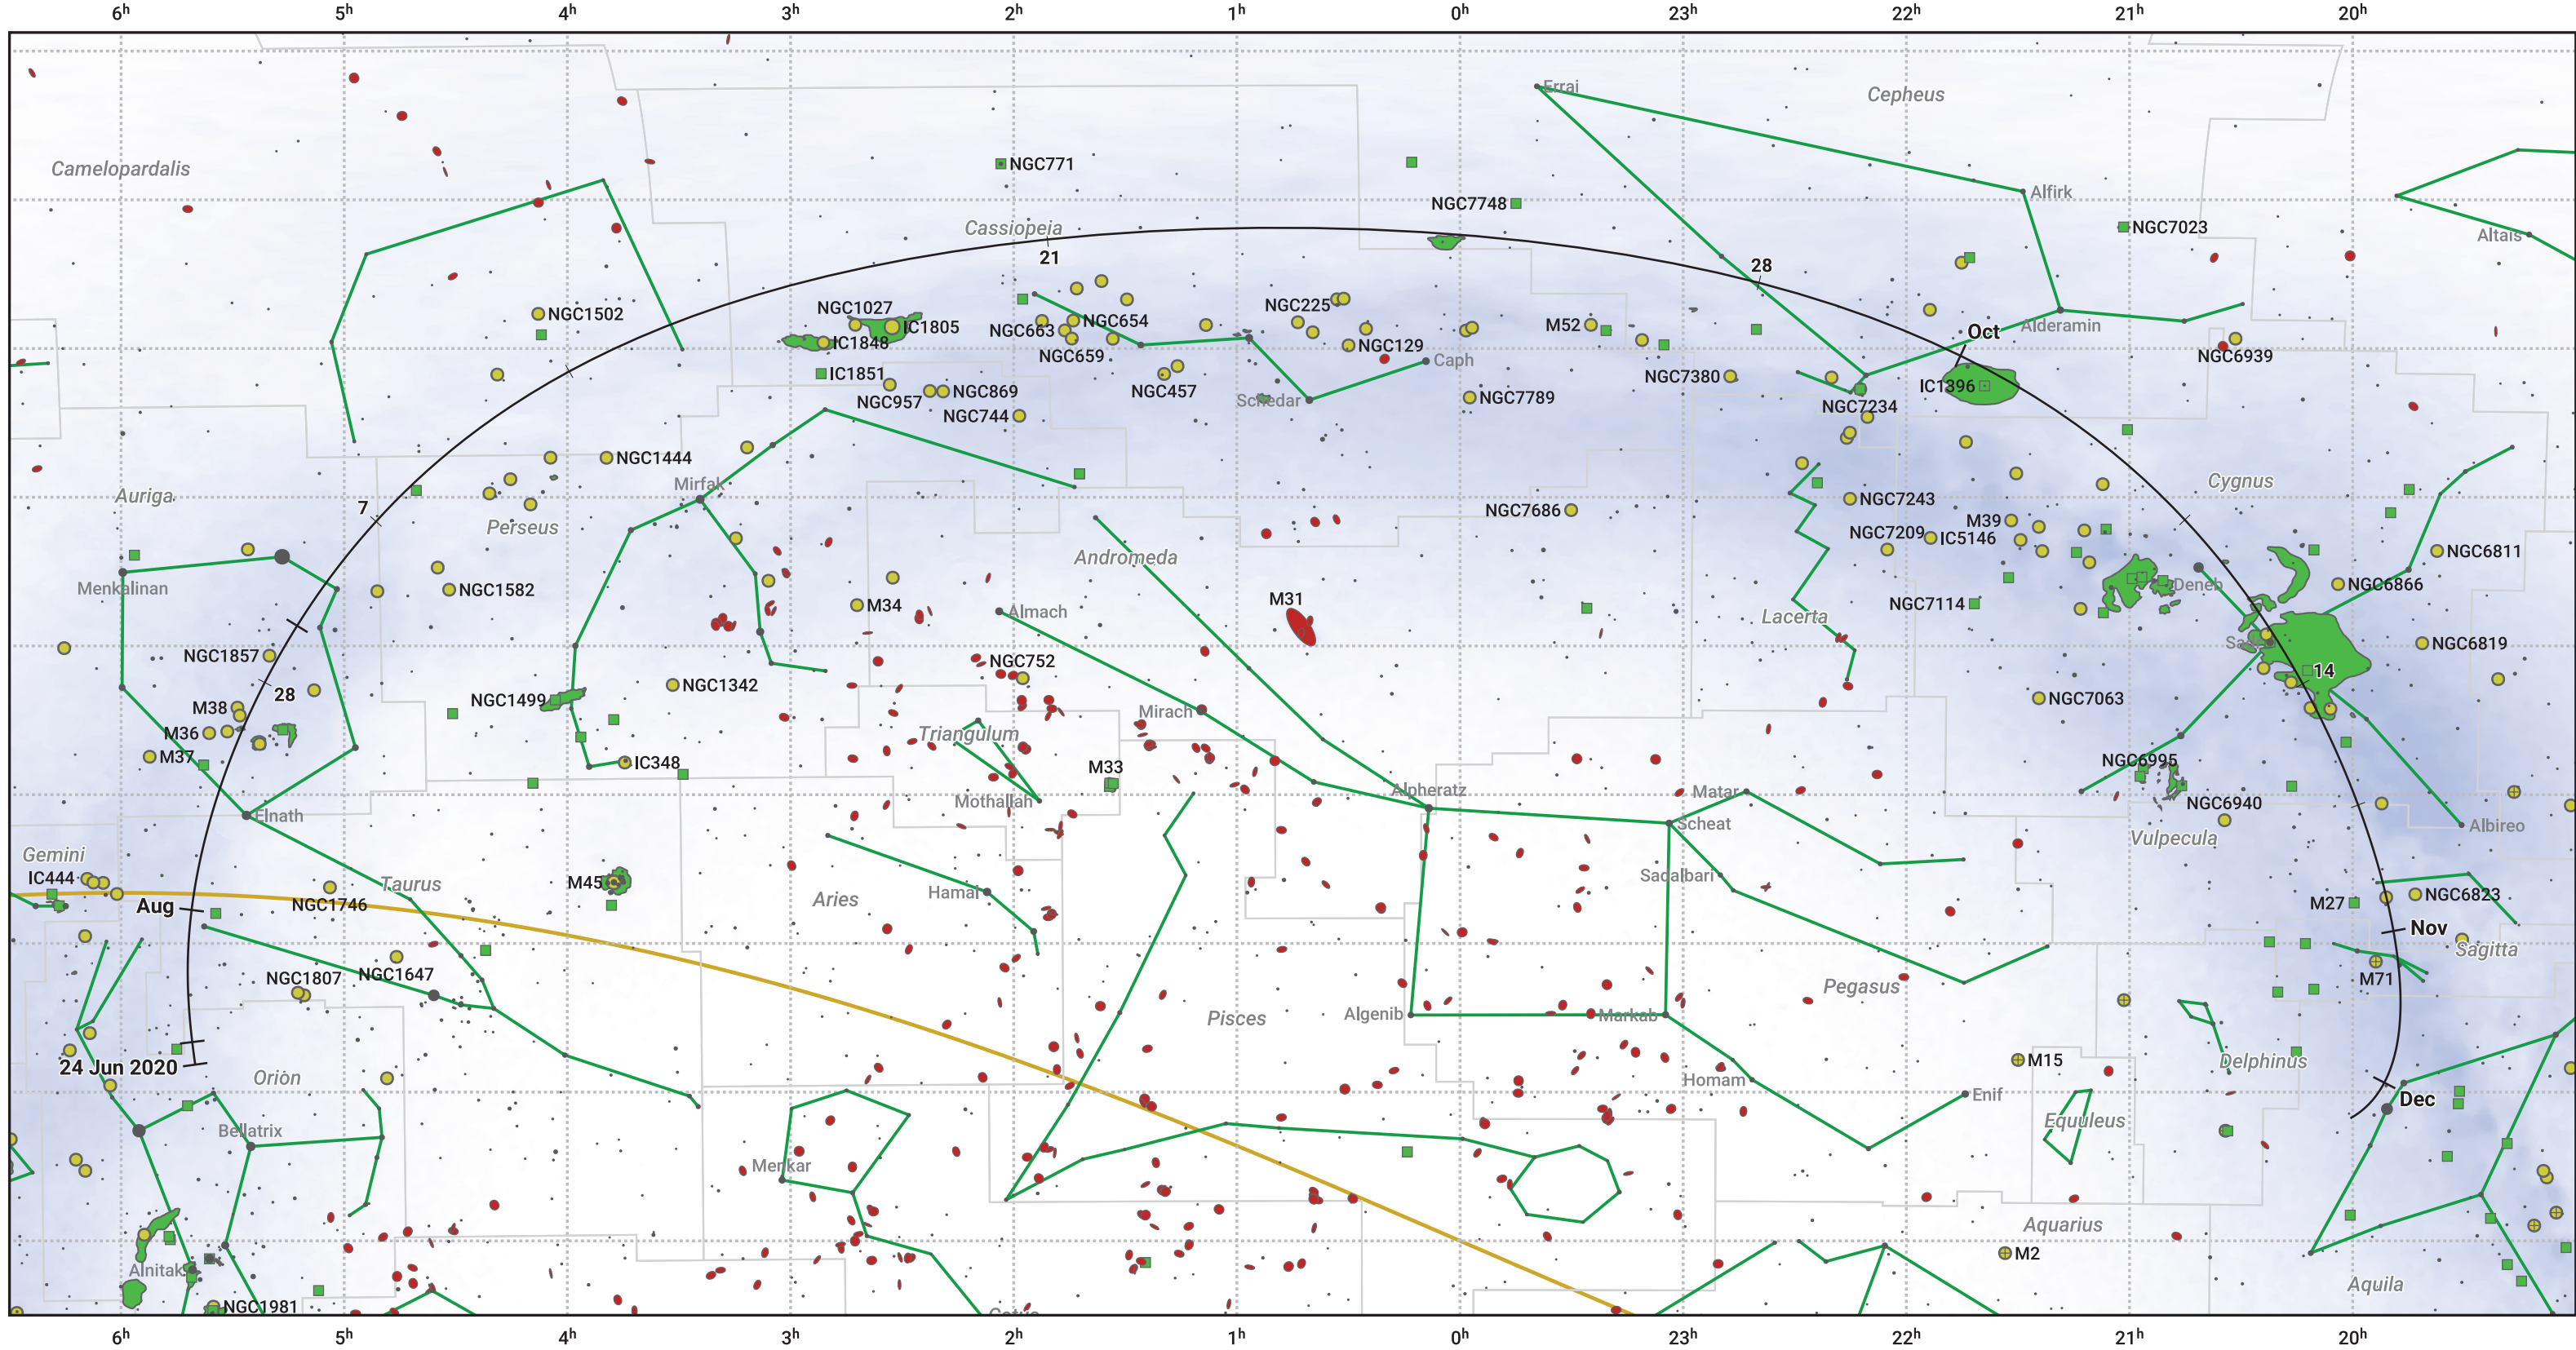 6h 5h 4h 3h 2h 1h 0h 23h 22h 21h 20h
Errai
Cepheus
Camelopardalis
NGC771
Alfirk
NGC7748
Cassiopeia
NGC7023
Altais
21
28
NGC1502
NGC1027
IC1805
NGC225
NGC663
NGC654
M52
Oct
Alderamin
IC1848
NGC659
NGC129
NGC6939
Caph
IC1851
NGC957
NGC869
NGC457
NGC7380
IC1396
Schedar
NGC7789
NGC744
NGC7234
NGC1444
Mirfak
Auriga
7
Perseus
NGC7686
NGC7243
Cygnus
M39
NGC7209
IC5146
NGC6811
Andromeda
Menkalinan
NGC1582
M34
Almach
M31
Lacerta
NGC7114
Deneb
NGC6866
NGC1857
NGC752
NGC6819
28
NGC1342
14
M38
NGC1499
Mirach
NGC7063
M36
Triangulum
M37
IC348
M33
NGC6995
Mothallah
Alpheratz
Matar
NGC6940
Elnath
Scheat
Albireo
Vulpecula
Gemini
IC444
Taurus
M45
Hamal
Aries
Sadalbari
NGC1746
Aug
M27
NGC6823
Nov
Sagitta
NGC1807
NGC1647
M71
Pegasus
Algenib
Markab
Pisces
24 Jun 2020
Orion
M15
Delphinus
Homam
Enif
Dec
Equuleus
Bellatrix
Menkar
Aquarius
M2
Alnitak
Aquila
NGC1981
6h 5h 4h 3h 2h 1h 0h 23h 22h 21h 20h